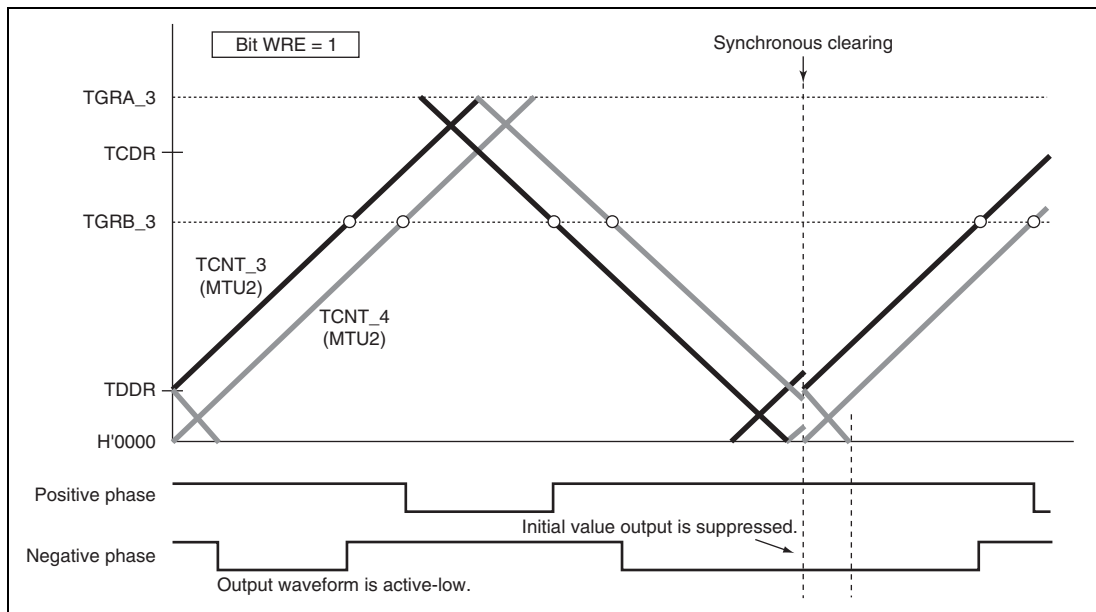 Bit WRE = 1
Synchronous clearing
TGRA_3
TCDR
TGRB_3
TCNT_3
(MTU2)
TCNT_4
(MTU2)
TDDR
H'0000
Positive phase
Initial value output is suppressed.
Negative phase
Output waveform is active-low.